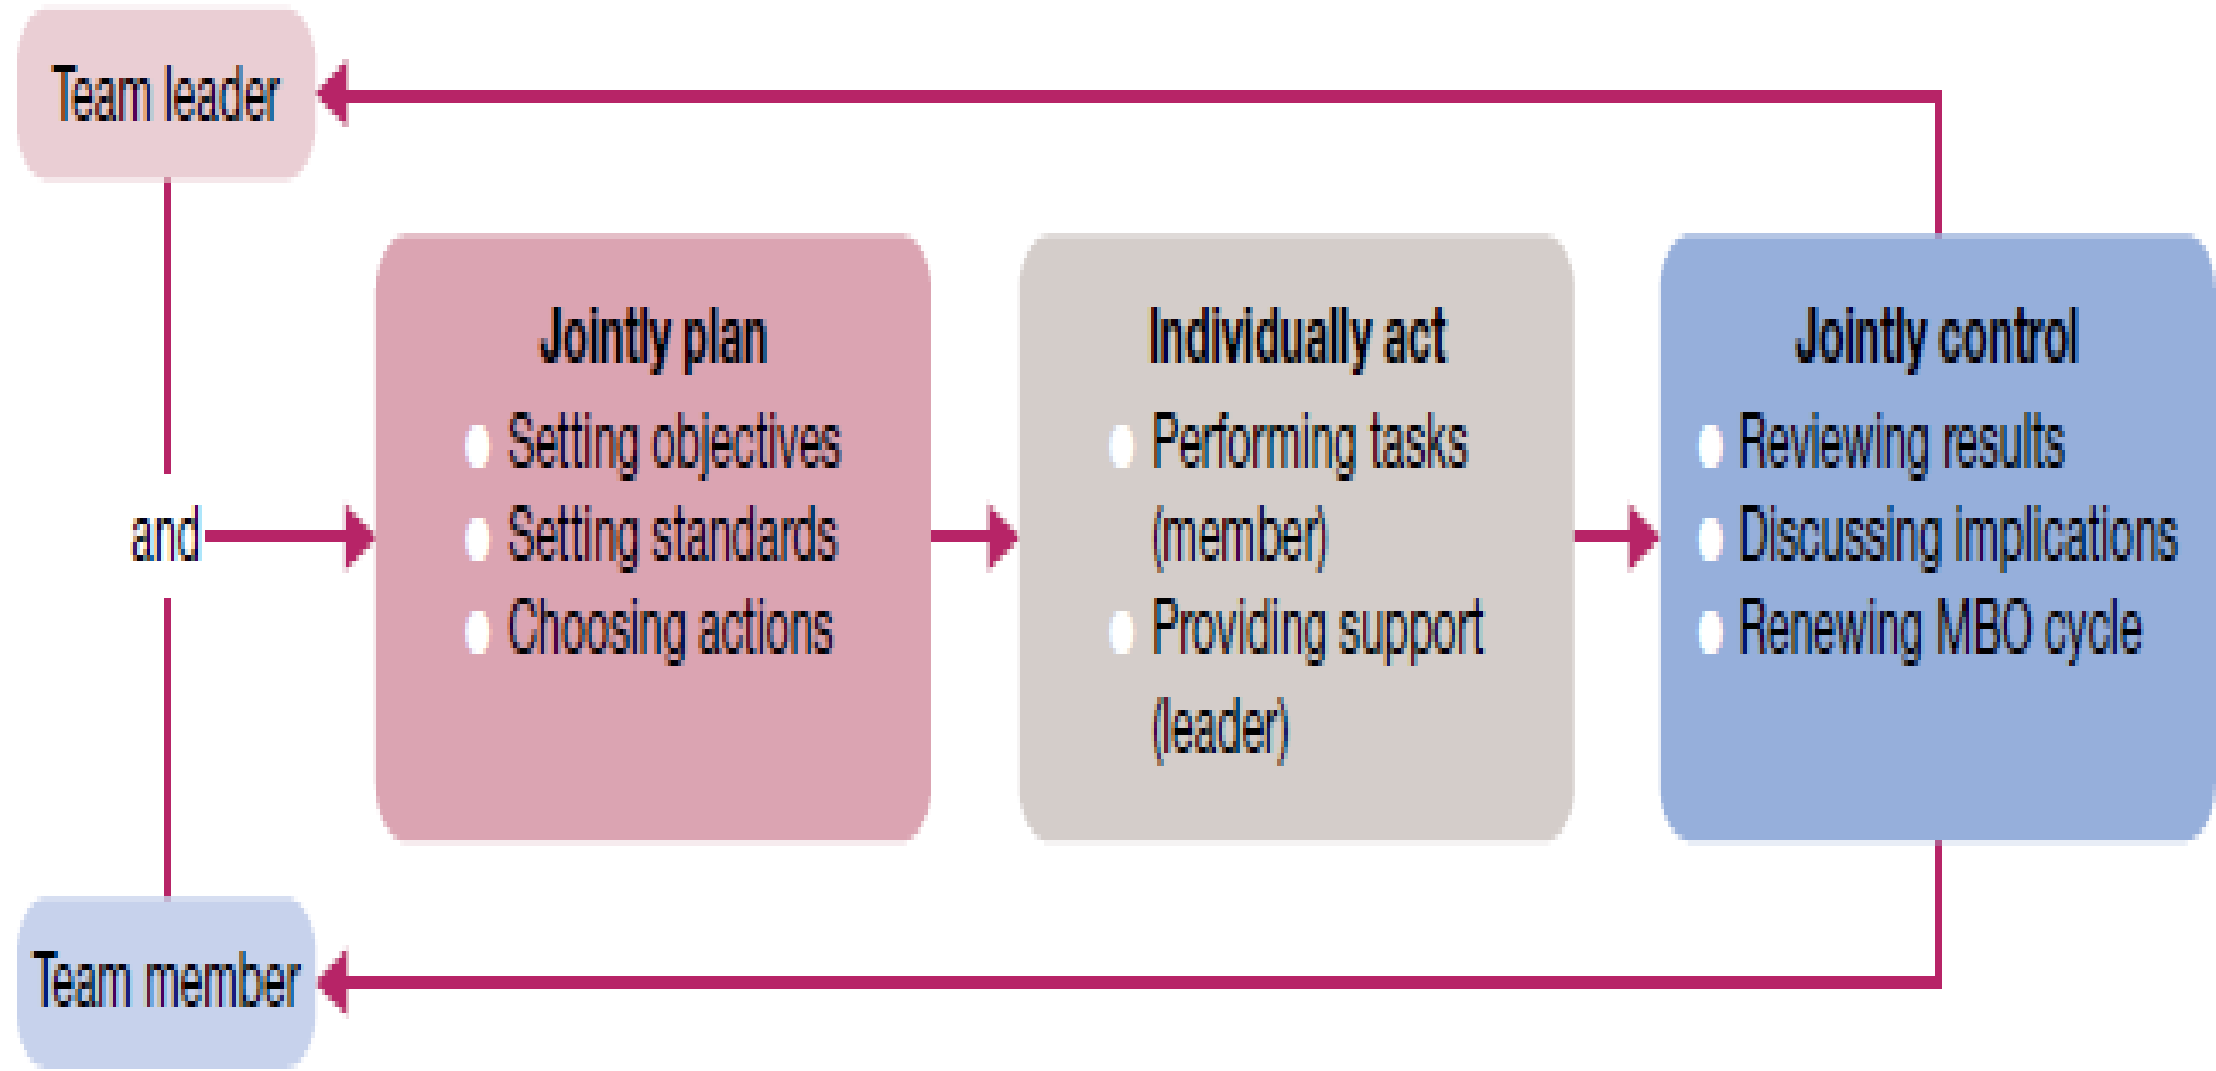 Team leader
and
Team member
Jointly plan
Setting objectives
Setting standards
Choosing actions
Individually act
Performing tasks
(member)
Providing support
(leader)
Jointly control
Reviewing results
Discussing implications
Renewing MBO cycle